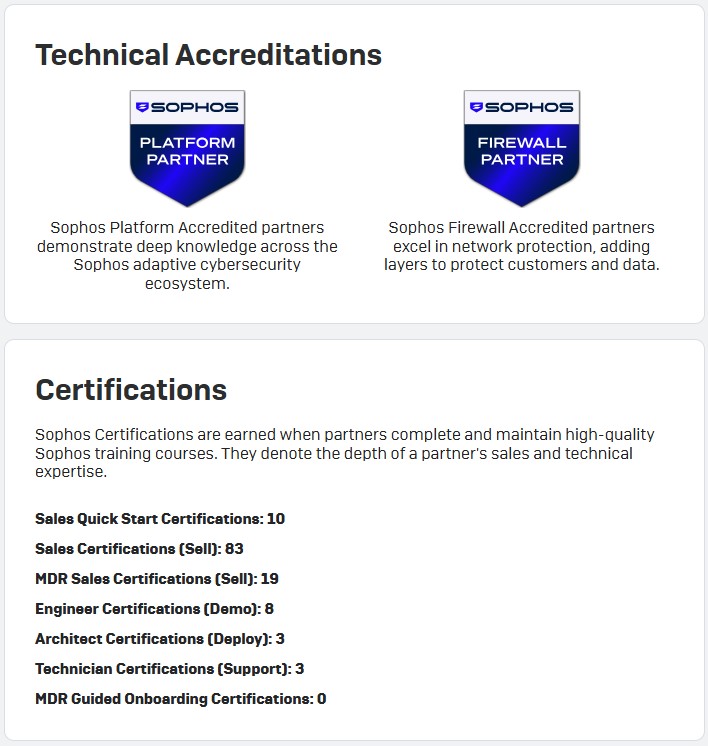 Technical Accreditations
SOPHOS
PLATFORM
PARTNER
Sophos Platform Accredited partners
demonstrate deep knowledge across the
Sophos adaptive cybersecurity
ecosystem.
SOPHOS
FIREWALL
PARTNER
Sophos Firewall Accredited partners
excel in network protection, adding
layers to protect customers and data.
Certifications
Sophos Certifications are earned when partners complete and maintain high-quality
Sophos training courses. They denote the depth of a partner's sales and technical
expertise.
Sales Quick Start Certifications: 10
Sales Certifications (Sell): 83
MDR Sales Certifications (Sell): 19
Engineer Certifications (Demo): 8
Architect Certifications (Deploy): 3
Technician Certifications (Support): 3
MDR Guided Onboarding Certifications: 0